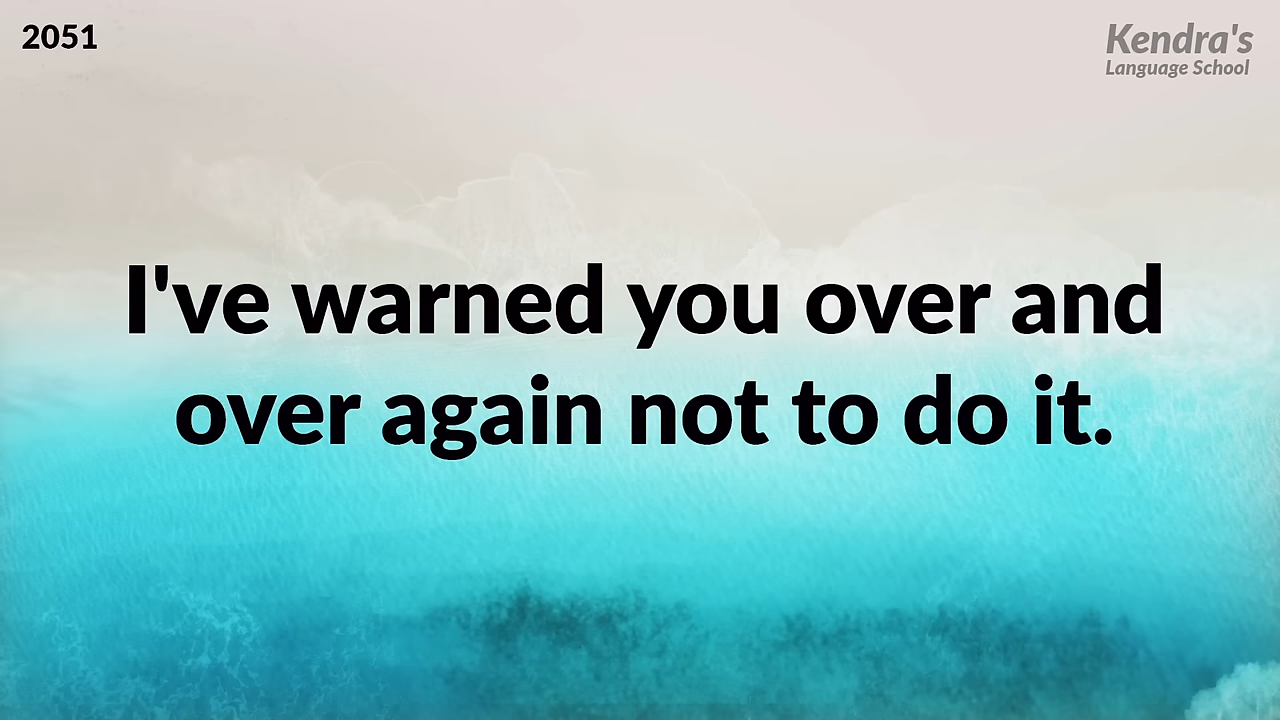 2051
Kendra's
Language School
I've warned you over and
over again not to do it.